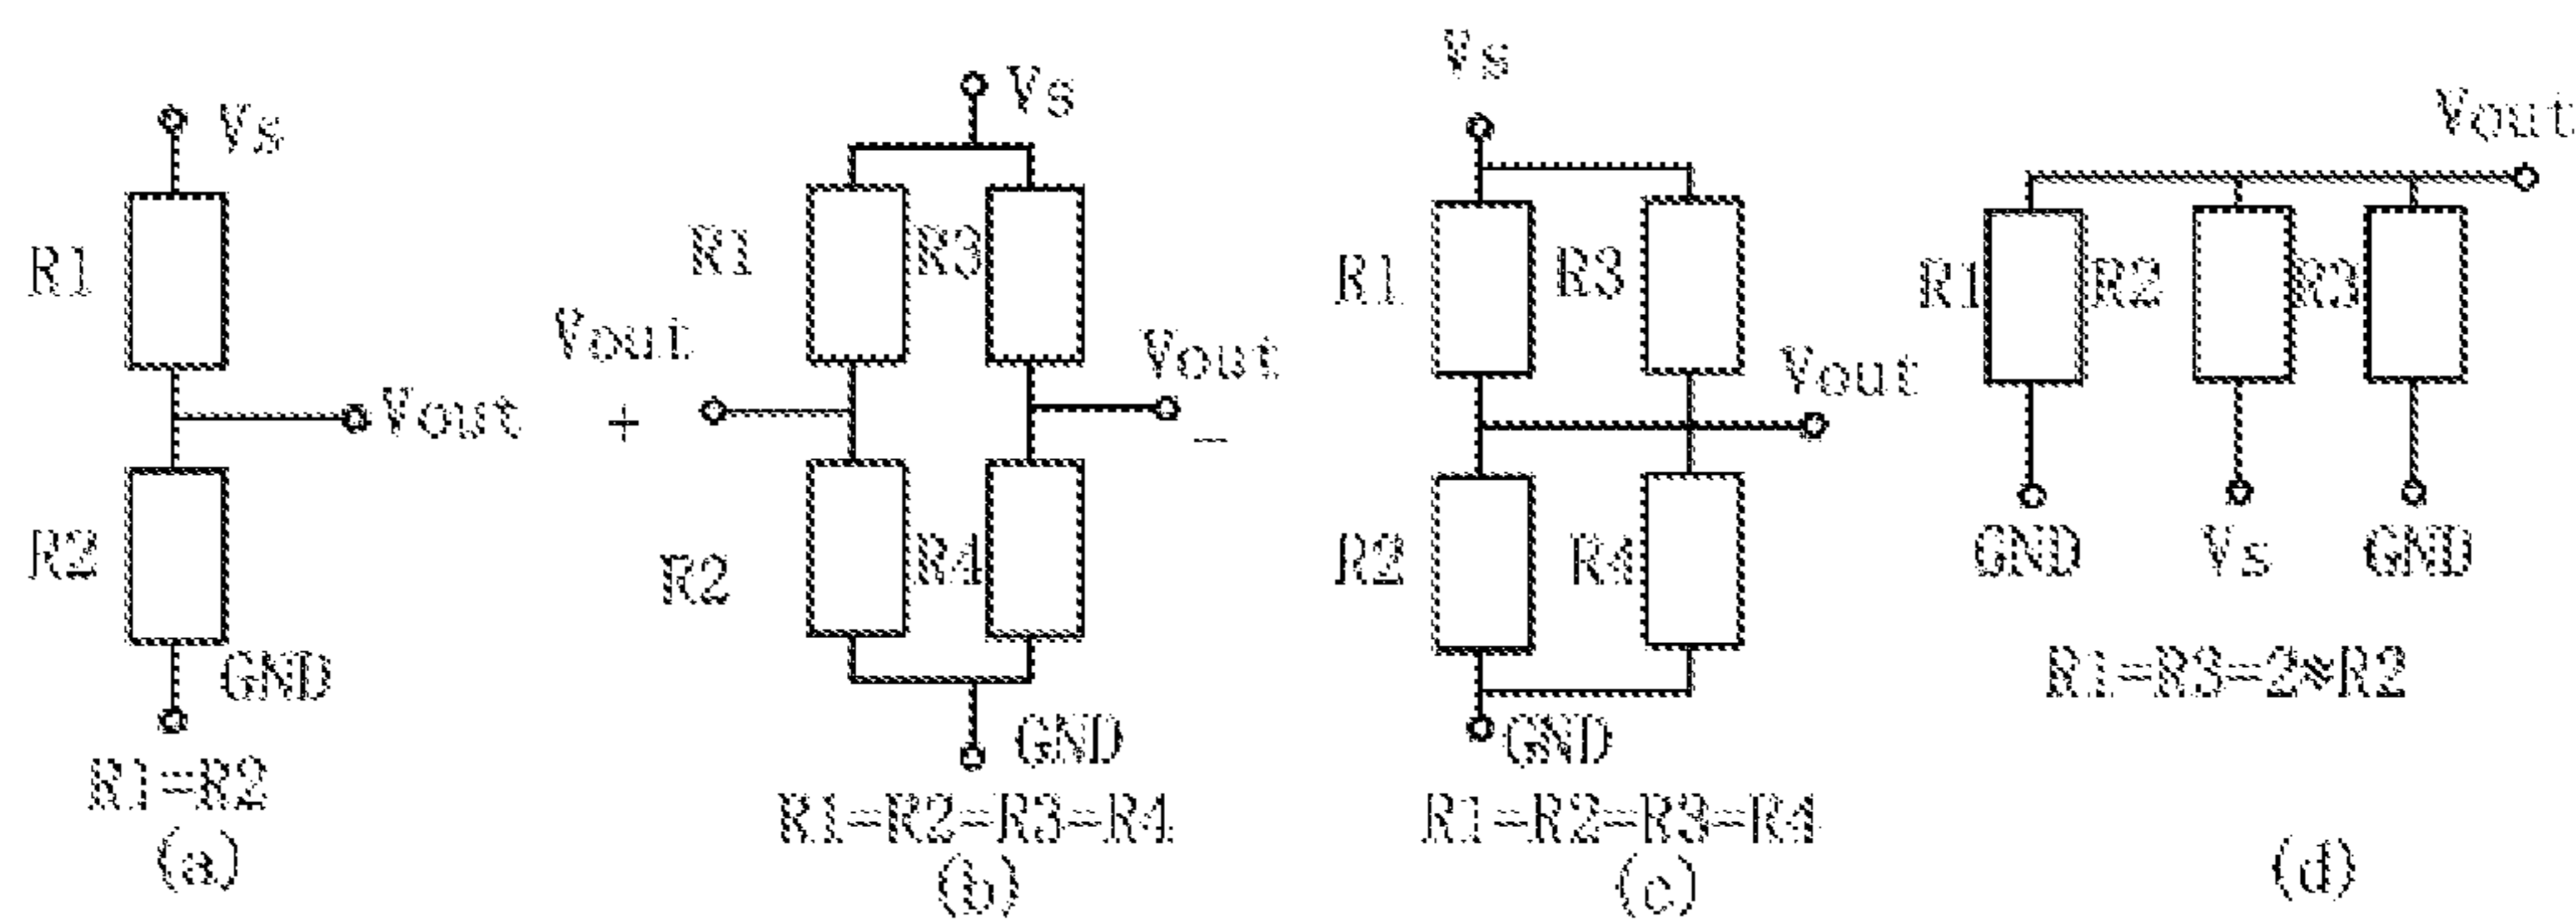 Vs
R1
Vout
R2
GND
R1=R2
(a)
Vs
R1
R3
Vout
+
Vout
-
R2
R4
GND
R1=R2=R3=R4
(b)
Vs
R1
R3
Vout
R2
R4
GND
R1=R2=R3=R4
(c)
Vout
R1
R2
R3
GND
Vs
GND
R1=R3=2*R2
(d)